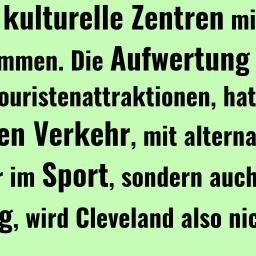 kulturelle Zentren mi
mmen. Die Aufwertung
ouristenattraktionen, hat
en Verkehr, mit alterna
r im Sport, sondern auch
g, wird Cleveland also nic